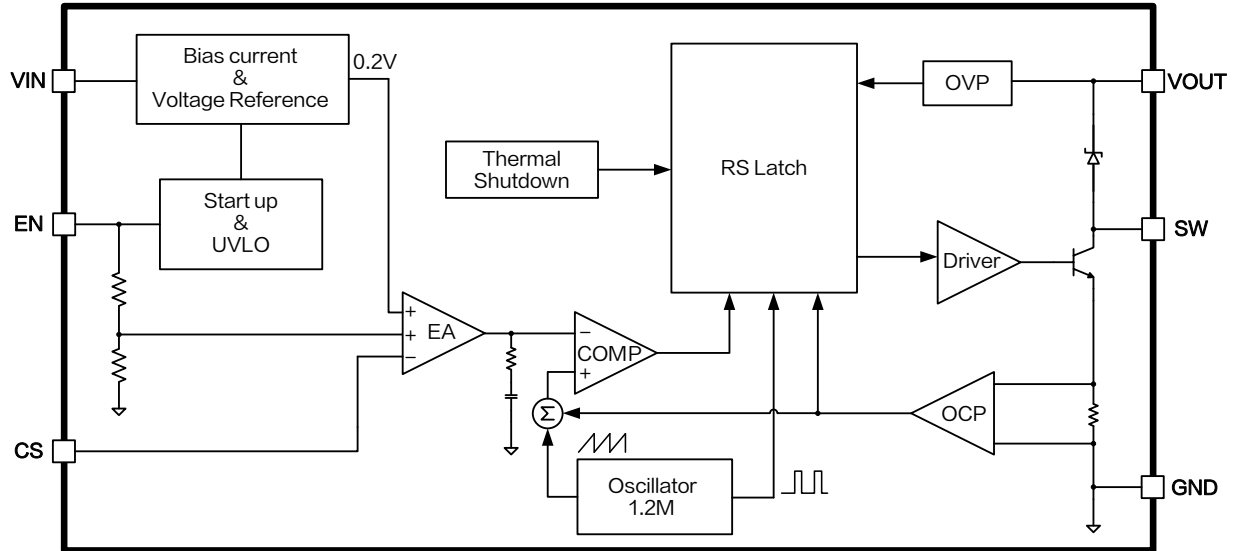 Bias current
&
Voltage Reference
0.2V
VIN
OVP
VOUT
Thermal
Shutdown
RS Latch
Start up
&
UVLO
EN
SW
Driver
+
+
−
EA
−
+
COMP
Σ
OCP
CS
Oscillator
1.2M
GND